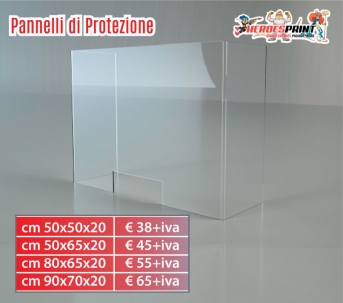 Pannelli di Protezione
HEROESPRINT
cm 50x50x20 € 38+iva
cm 50x65x20 € 45+iva
cm 80x65x20 € 55+iva
cm 90x70x20 € 65+iva